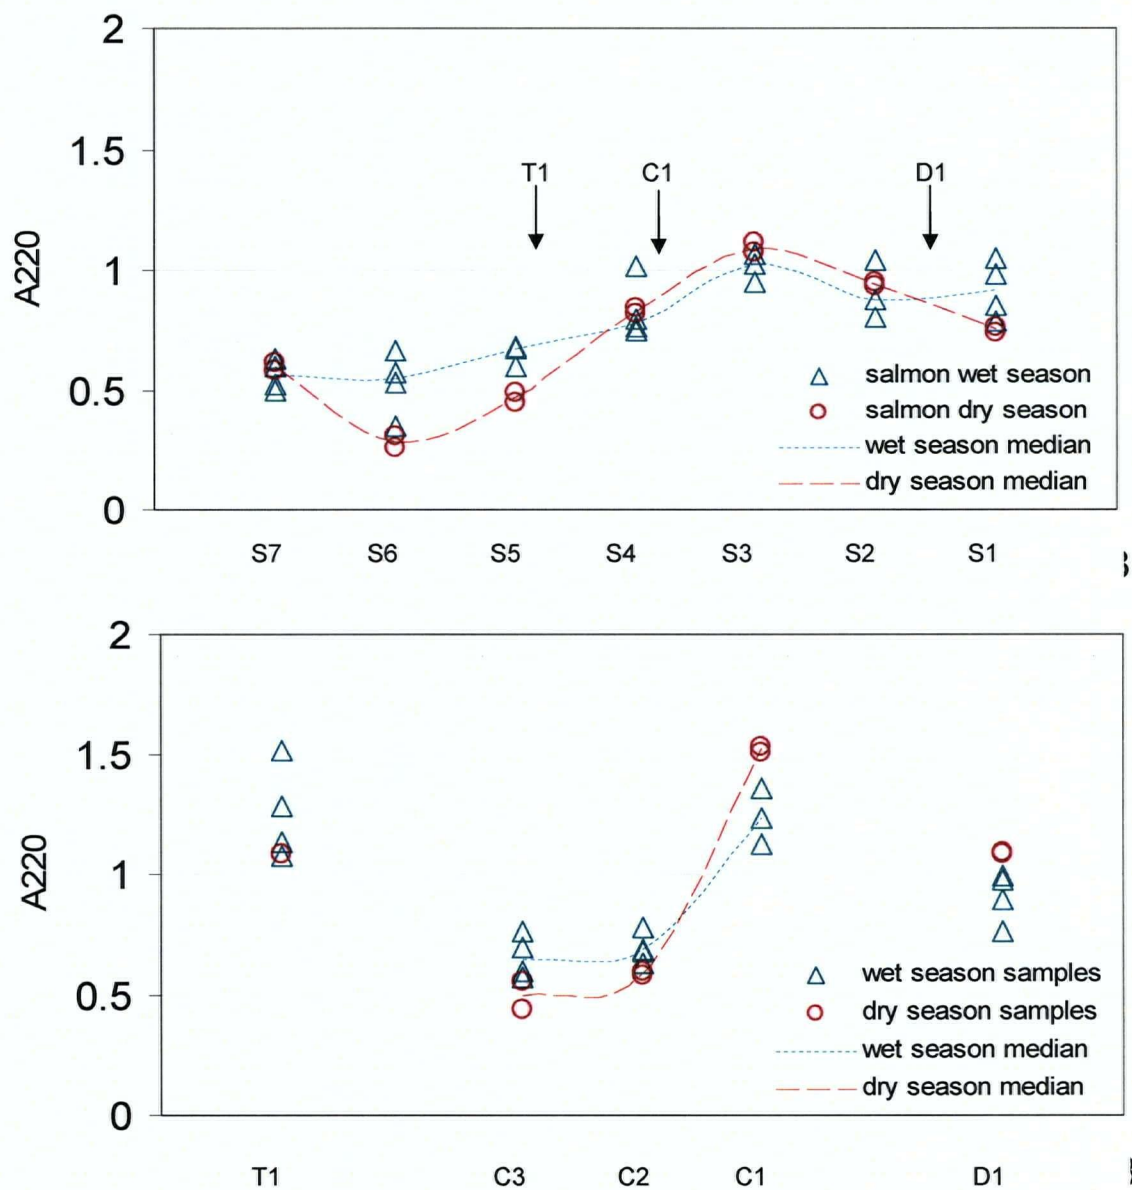 2
1.5
T1
C1
D1
A220
1
salmon wet season
0.5
salmon dry season
wet season median
dry season median
0
S7 S6 S5 S4 S3 S2 S1
2
1.5
A220
1
wet season samples
0.5
dry season samples
wet season median
dry season median
0
T1 C3 C2 C1 D1